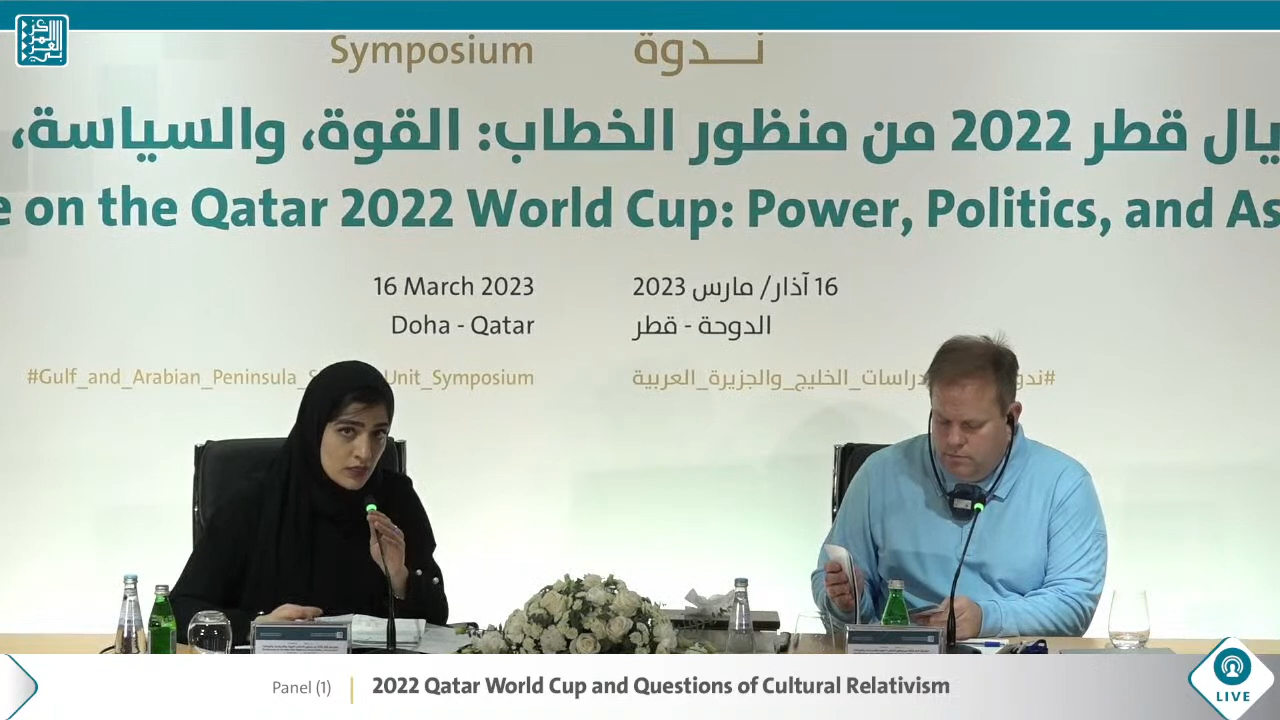 Symposium
نـــدوة
يال قطر 2022 من منظور الخطاب: القوة، والسياسة،
e on the Qatar 2022 World Cup: Power, Politics, and As
16 March 2023
16 آذار/ مارس 2023
Doha - Qatar
الدوحة - قطر
#Gulf_and_Arabian_Peninsula_S Unit_Symposium
#ندو دراسات_الخليج_والجزيرة_العربية
Panel (1)
2022 Qatar World Cup and Questions of Cultural Relativism
LIVE